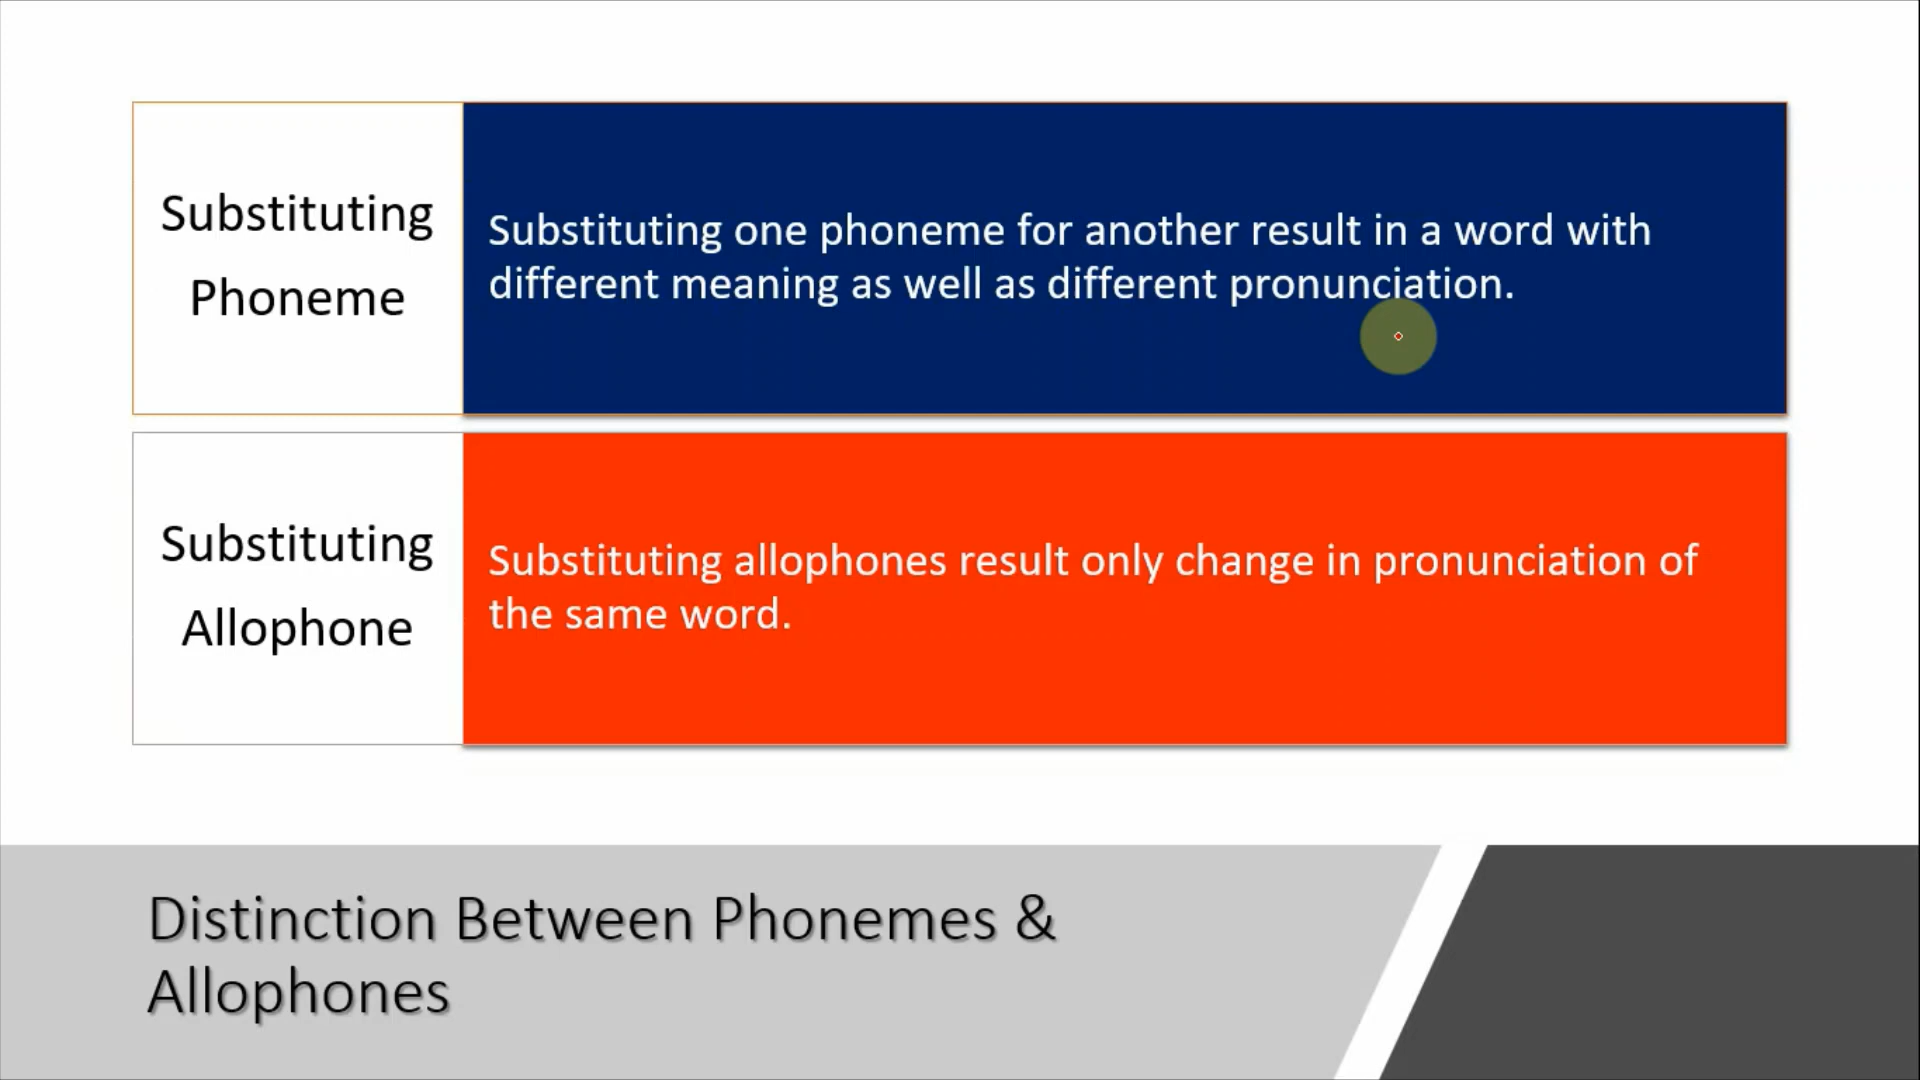 Substituting
Phoneme
Substituting one phoneme for another result in a word with
different meaning as well as different pronunciation.
Substituting
Allophone
Substituting allophones result only change in pronunciation of
the same word.
Distinction Between Phonemes &
Allophones